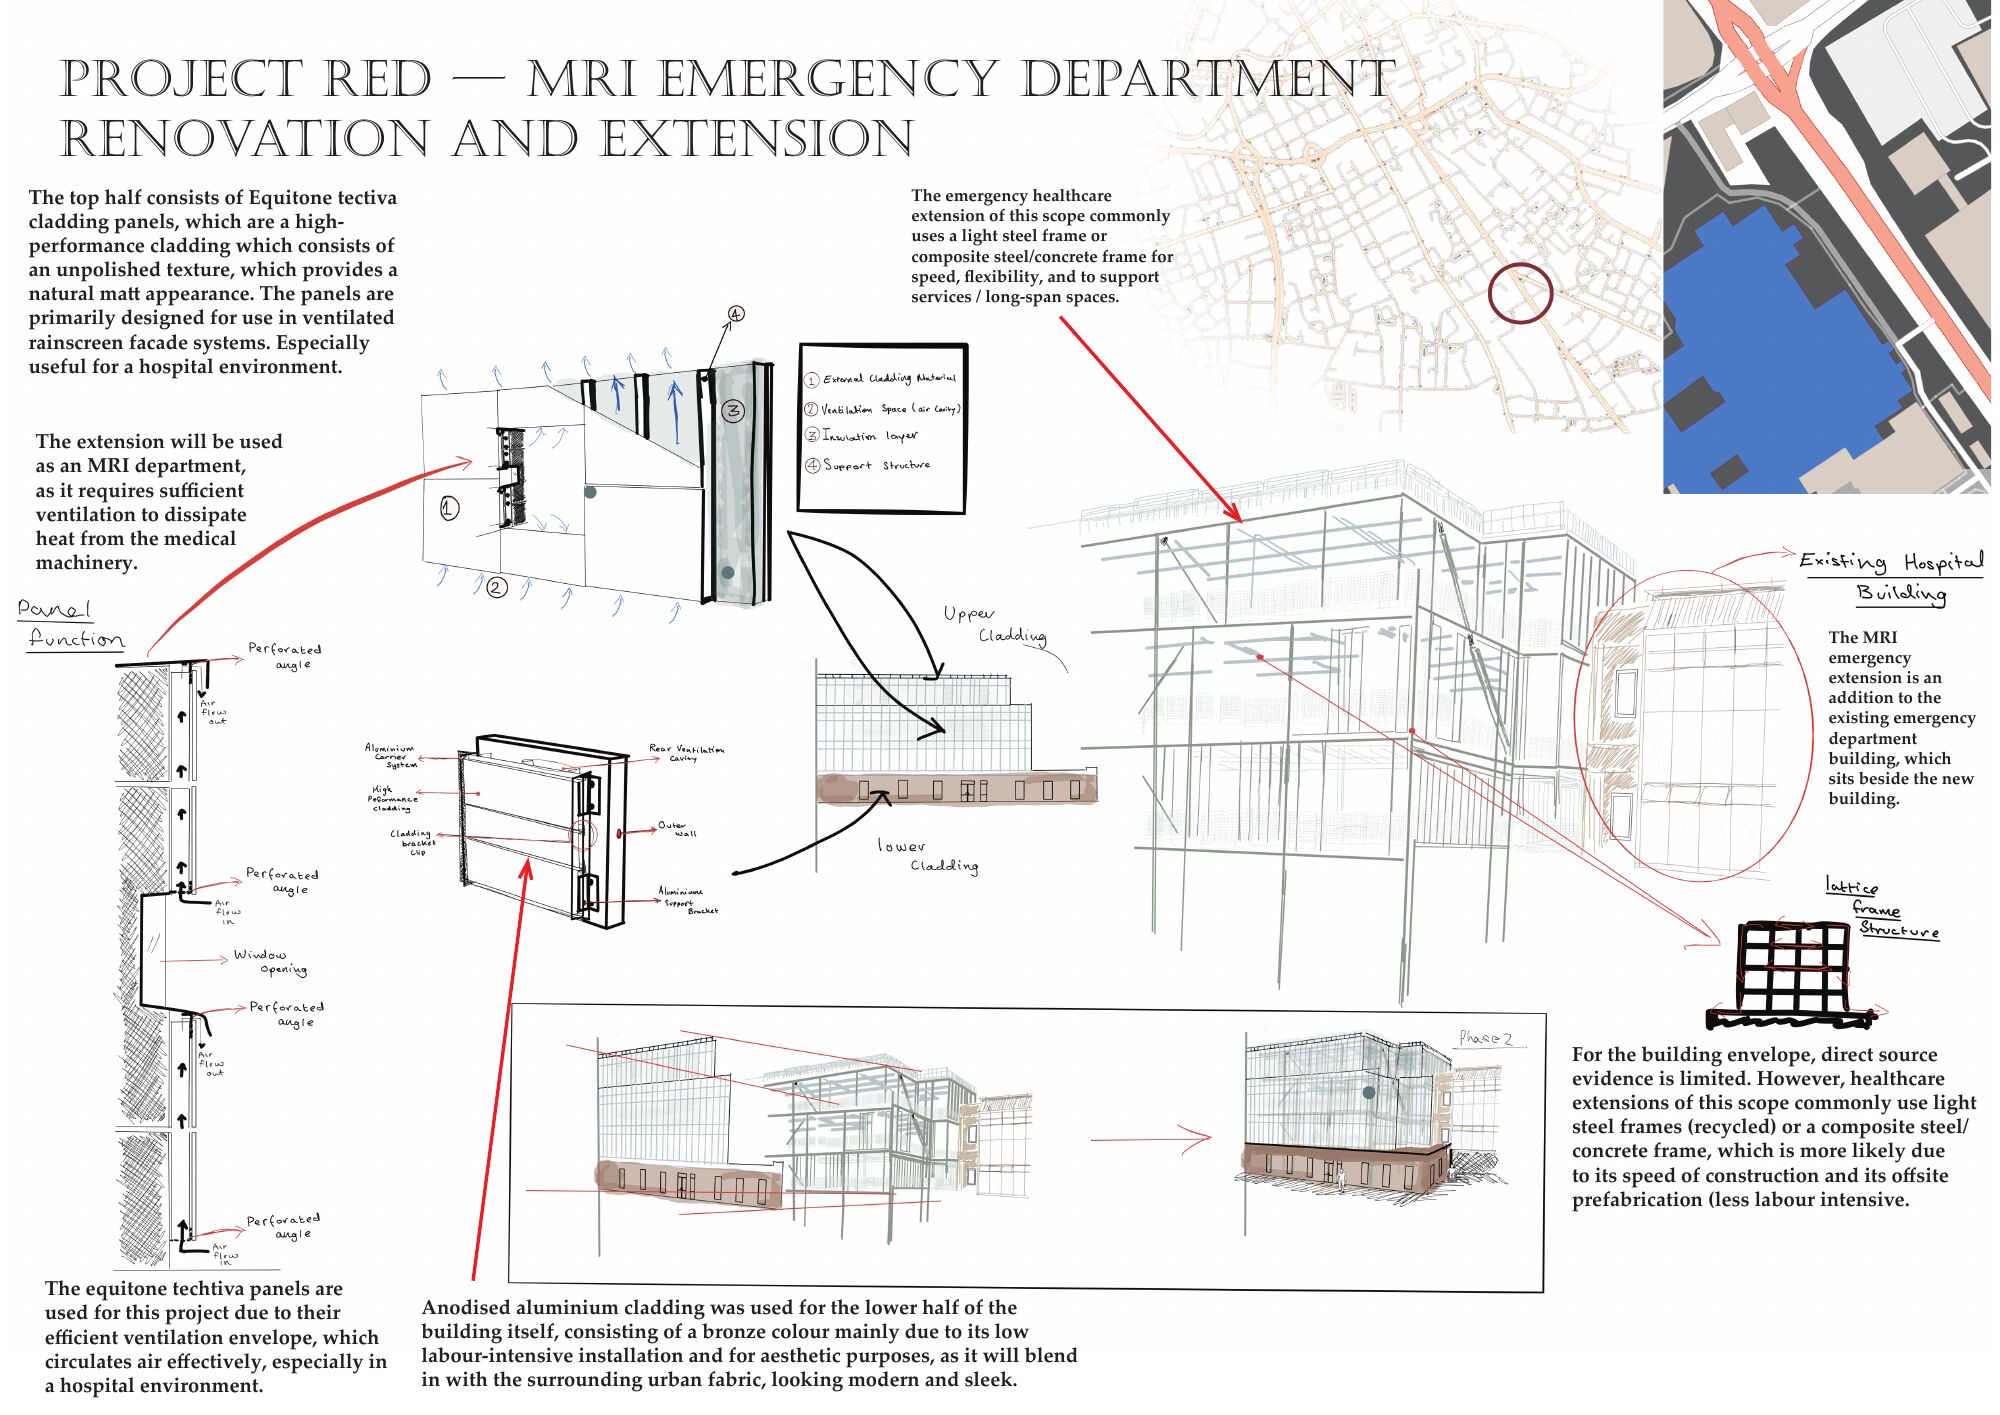 PROJECT RED — MRI EMERGENCY DEPARTMENT
RENOVATION AND EXTENSION
The top half consists of Equitone tectiva
cladding panels, which are a high-
performance cladding which consists of
an unpolished texture, which provides a
natural matt appearance. The panels are
primarily designed for use in ventilated
rainscreen facade systems. Especially
useful for a hospital environment.
The emergency healthcare
extension of this scope commonly
uses a light steel frame or
composite steel/concrete frame for
speed, flexibility, and to support
services / long-span spaces.
4
3
1
2
1 External Cladding Material
2 Ventilation Space (air Cavity)
3 Insulation layer
4 Support Structure
The extension will be used
as an MRI department,
as it requires sufficient
ventilation to dissipate
heat from the medical
machinery.
Panel
function
Perforated
angle
Air
flow
out
Perforated
angle
Air
flow
in
Window
Opening
Perforated
angle
Air
flow
out
Perforated
angle
Air
flow
in
Aluminium
Carrier
System
High
Peformance
Cladding
Cladding
bracket
Clip
Rear Ventilation
Cavity
Outer
Wall
Aluminium
Support
Bracket
Upper
Cladding
lower
Cladding
Existing Hospital
Building
The MRI
emergency
extension is an
addition to the
existing emergency
department
building, which
sits beside the new
building.
lattice
frame
Structure
Phase 2
For the building envelope, direct source
evidence is limited. However, healthcare
extensions of this scope commonly use light
steel frames (recycled) or a composite steel/
concrete frame, which is more likely due
to its speed of construction and its offsite
prefabrication (less labour intensive.
The equitone techtiva panels are
used for this project due to their
efficient ventilation envelope, which
circulates air effectively, especially in
a hospital environment.
Anodised aluminium cladding was used for the lower half of the
building itself, consisting of a bronze colour mainly due to its low
labour-intensive installation and for aesthetic purposes, as it will blend
in with the surrounding urban fabric, looking modern and sleek.